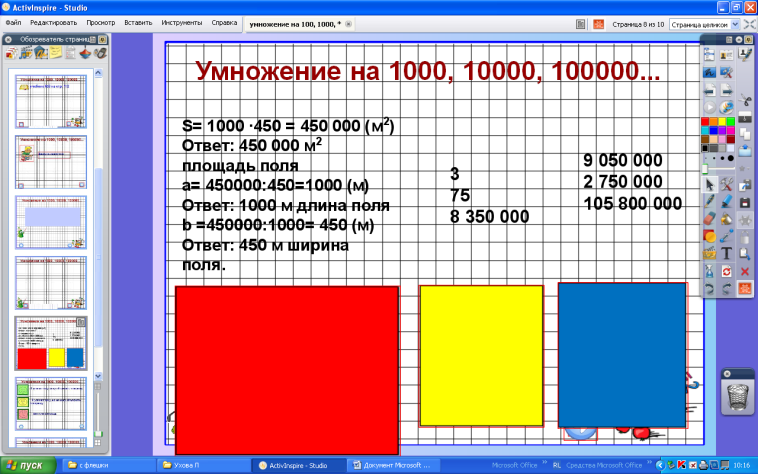 ActivInspire - Studio
Файл Редактировать Просмотр Вставить Инструменты Справка умножение на 100, 1000, * Страница 8 из 10 Страница целиком
Обозреватель страниц
Умножение на 1000, 10000, 100000...
S= 1000 ·450 = 450 000 (м²)
Ответ: 450 000 м²
площадь поля
a= 450000:450=1000 (м)
Ответ: 1000 м длина поля
b =450000:1000= 450 (м)
Ответ: 450 м ширина
поля.
3
75
8 350 000
9 050 000
2 750 000
105 800 000
пуск с флешки Ухова П ActivInspire - Studio Документ Microsoft ... Microsoft Office RL Средства Microsoft Office 10:16